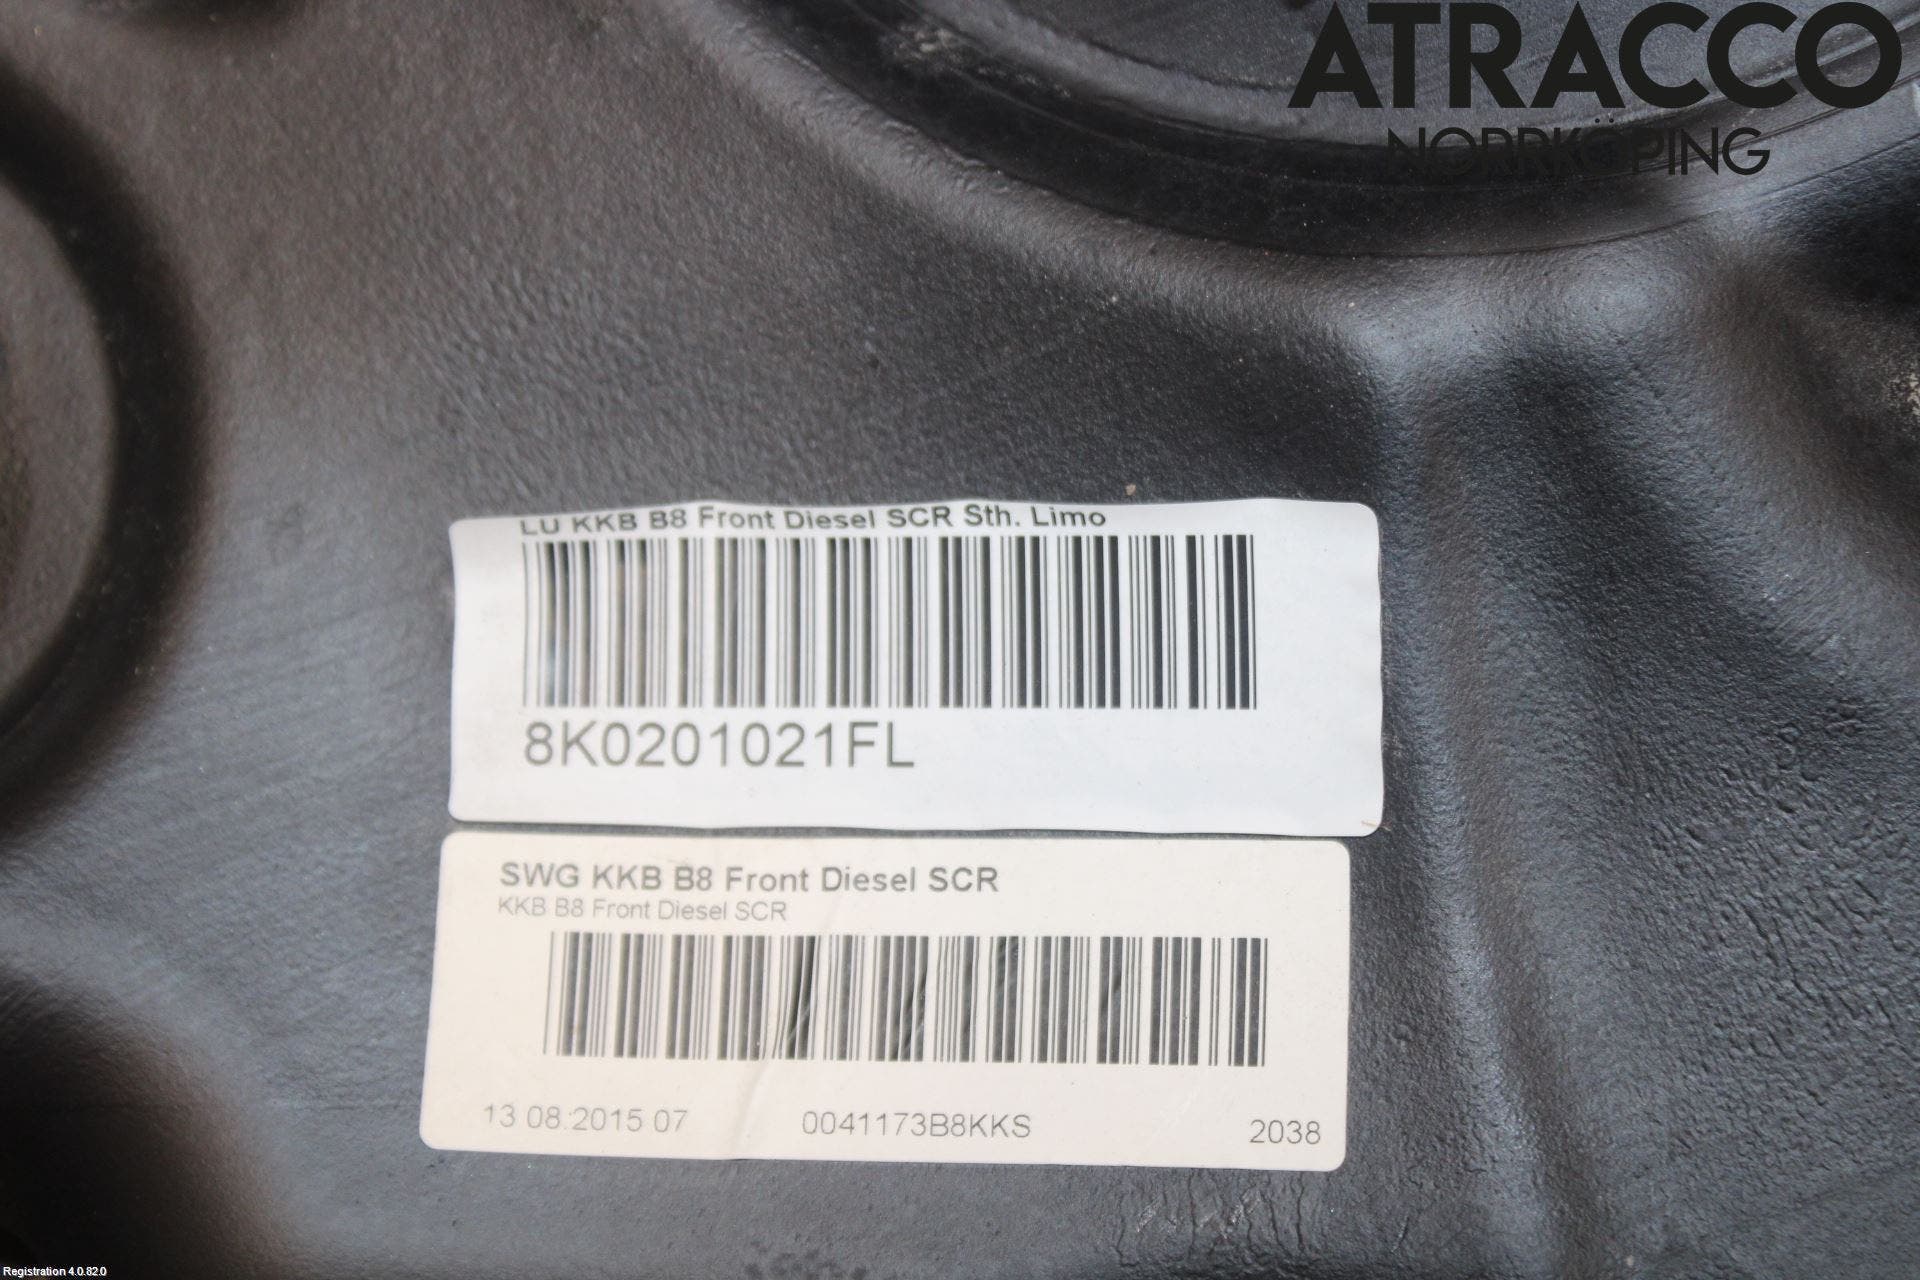 ATRACCO
NORRKÖPING
LU KKB B8 Front Diesel SCR Sth. Limo
8K0201021FL
SWG KKB B8 Front Diesel SCR
KKB B8 Front Diesel SCR
13 08.2015 07 0041173B8KKS 2038
Registration 4.0.82.0